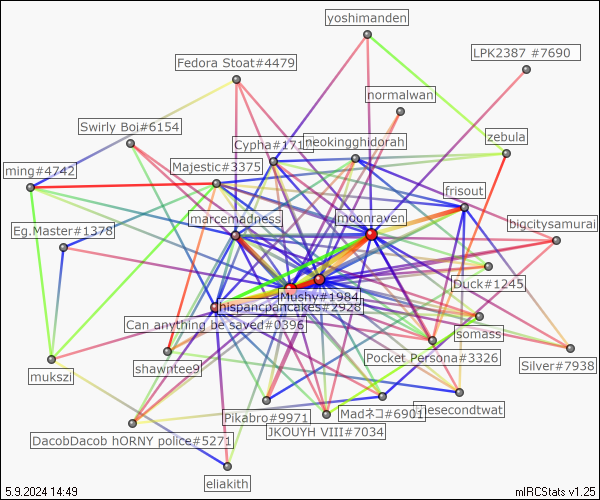 yoshimanden
LPK2387 #7690
Fedora Stoat#4479
normalwan
Swirly Boi#6154
zebula
Cypha#171
neokingghidorah
ming#4742
Majestic#3375
frisout
marcemadness
moonraven
bigcitysamurai
Eg.Master#1378
Duck#1245
Mushy#1984
hispancpancakes#2928
Can anything be saved#0396
somass
Pocket Persona#3326
mukszi
shawntee9
Silver#7938
Pikabro#9971
Madネコ#6901
hesecondtwat
JKOUYH VIII#7034
DacobDacob hORNY police#5271
eliakith
5.9.2024 14:49
mIRCStats v1.25